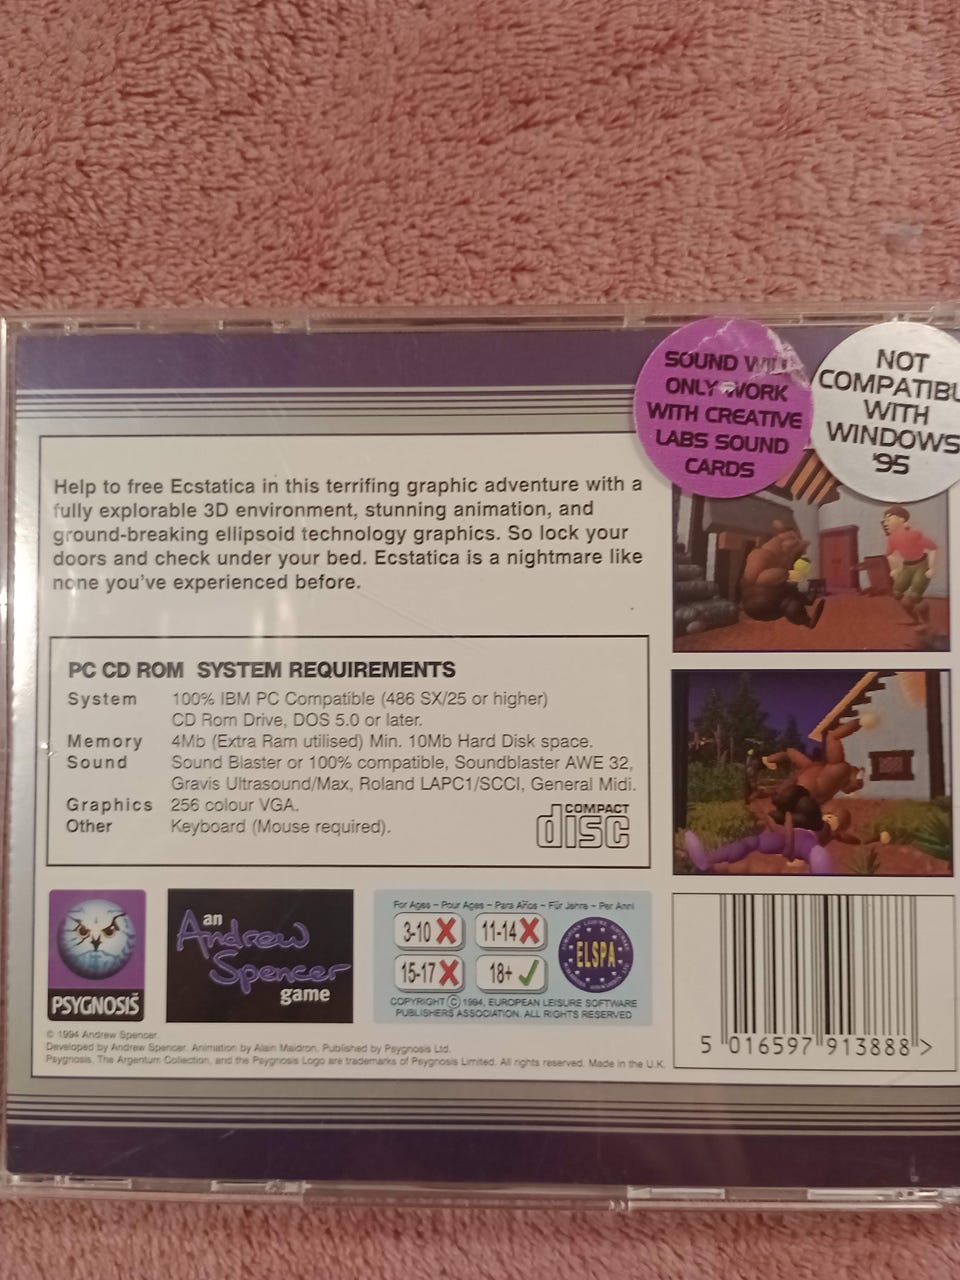 SOUND WILL
ONLY WORK
WITH CREATIVE
LABS SOUND
CARDS
NOT
COMPATIBL
WITH
WINDOWS
'95
Help to free Ecstatica in this terrifing graphic adventure with a
fully explorable 3D environment, stunning animation, and
ground-breaking ellipsoid technology graphics. So lock your
doors and check under your bed. Ecstatica is a nightmare like
none you've experienced before.
PC CD ROM SYSTEM REQUIREMENTS
System 100% IBM PC Compatible (486 SX/25 or higher)
CD Rom Drive, DOS 5.0 or later.
Memory 4Mb (Extra Ram utilised) Min. 10Mb Hard Disk space.
Sound Sound Blaster or 100% compatible, Soundblaster AWE 32,
Gravis Ultrasound/Max, Roland LAPC1/SCCI, General Midi.
Graphics 256 colour VGA.
Other Keyboard (Mouse required).
COMPACT
disc
PSYGNOSIS
an
Andrew
Spencer
game
For Ages – Pour Ages – Para Años – Für Jahre – Per Anni
3-10 11-14
15-17 18+
ELSPA
COPYRIGHT © 1994, EUROPEAN LEISURE SOFTWARE
PUBLISHERS ASSOCIATION. ALL RIGHTS RESERVED
© 1994 Andrew Spencer.
Developed by Andrew Spencer. Animation by Alain Maidron. Published by Psygnosis Ltd.
Psygnosis, The Argentum Collection, and the Psygnosis Logo are trademarks of Psygnosis Limited. All rights reserved. Made in the U.K.
5 016597 913888 >